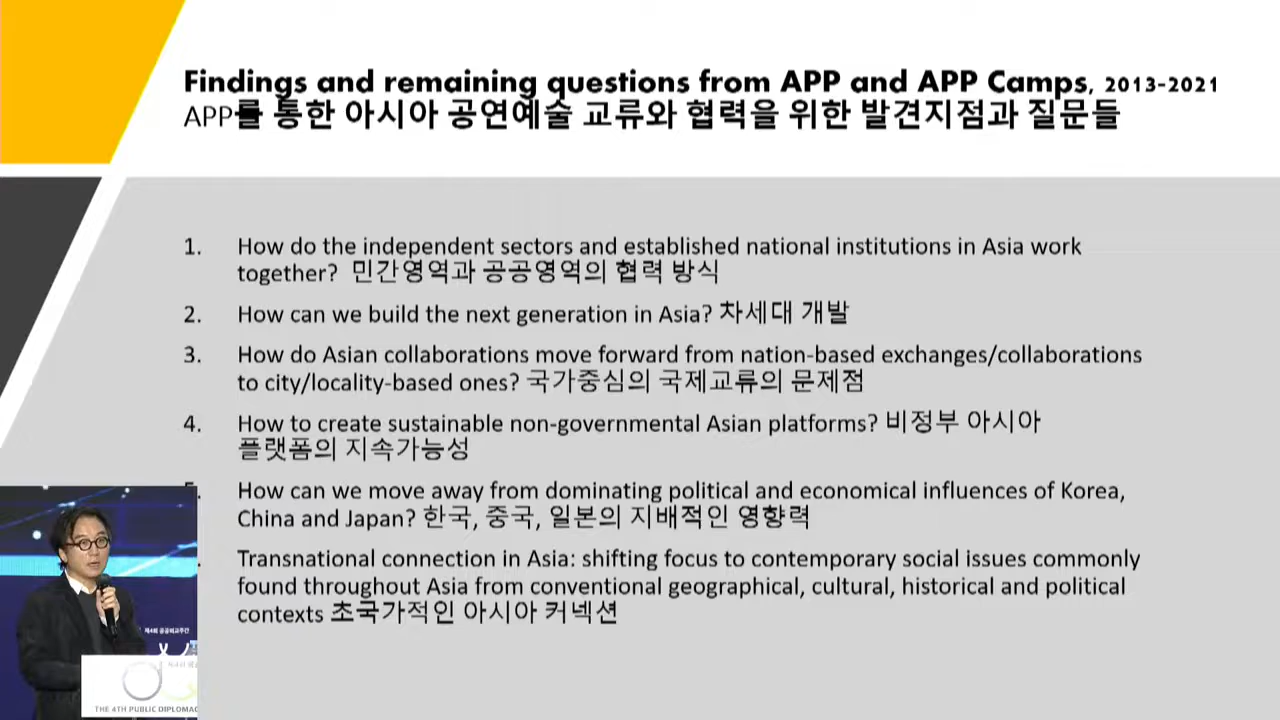 Findings and remaining questions from APP and APP Camps, 2013-2021
APP를 통한 아시아 공연예술 교류와 협력을 위한 발견지점과 질문들
1. How do the independent sectors and established national institutions in Asia work
together? 민간영역과 공공영역의 협력 방식
2. How can we build the next generation in Asia? 차세대 개발
3. How do Asian collaborations move forward from nation-based exchanges/collaborations
to city/locality-based ones? 국가중심의 국제교류의 문제점
4. How to create sustainable non-governmental Asian platforms? 비정부 아시아
플랫폼의 지속가능성
5. How can we move away from dominating political and economical influences of Korea,
China and Japan? 한국, 중국, 일본의 지배적인 영향력
Transnational connection in Asia: shifting focus to contemporary social issues commonly
found throughout Asia from conventional geographical, cultural, historical and political
contexts 초국가적인 아시아 커넥션
제4회 공공외교주간
THE 4TH PUBLIC DIPLOMAC